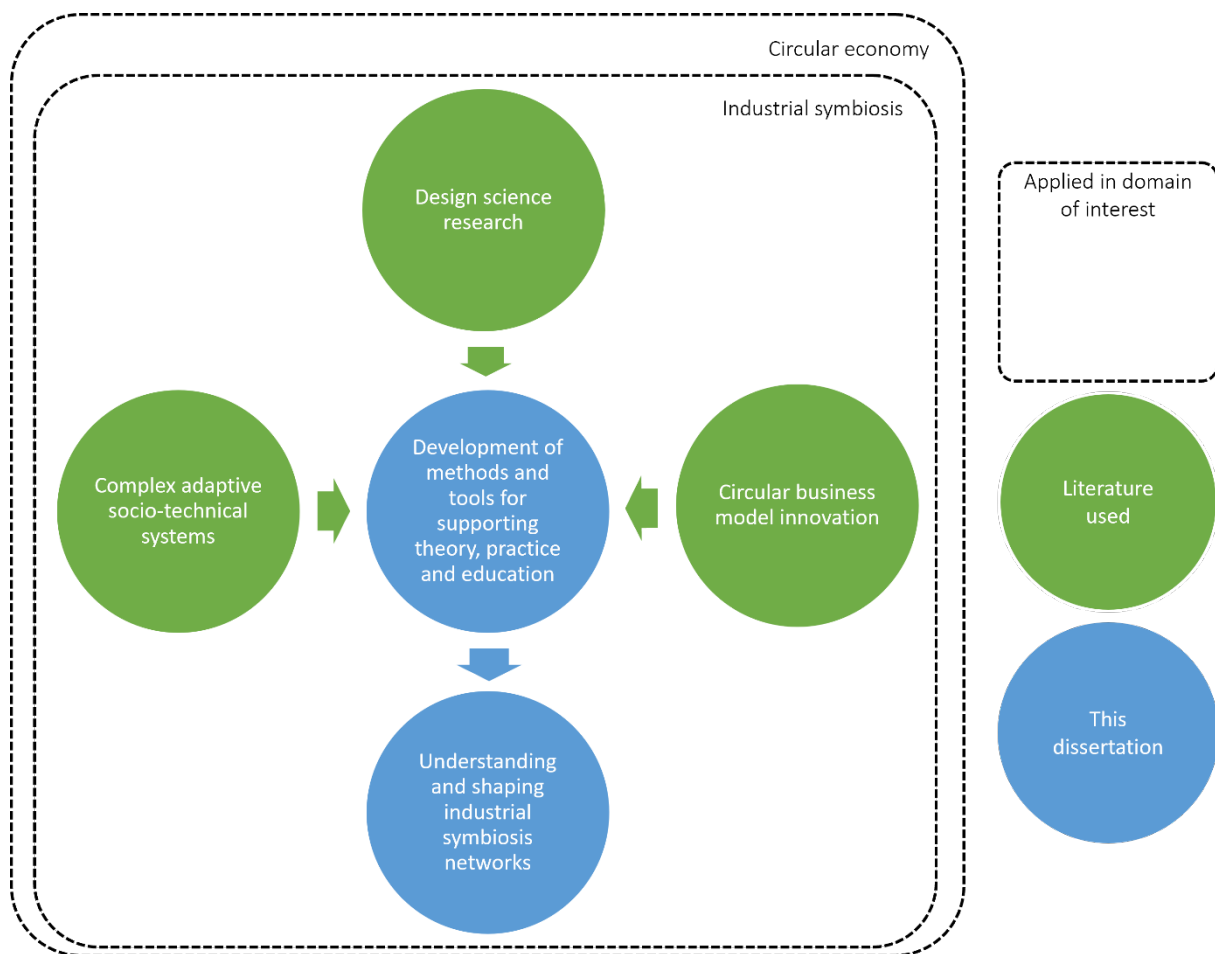 Circular economy
Industrial symbiosis
Design science
research
Complex adaptive
socio-technical
systems
Development of
methods and
tools for
supporting
theory, practice
and education
Circular business
model innovation
Understanding
and shaping
industrial
symbiosis
networks
Applied in domain
of interest
Literature
used
This
dissertation